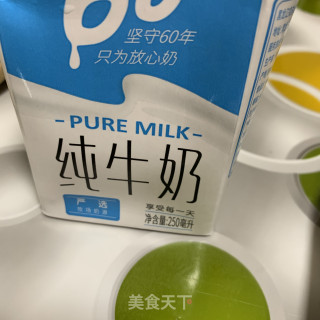 60
坚守60年
只为放心奶
-PURE MILK-
纯牛奶
严选
享受每一天
净含量:250毫升
美食天下